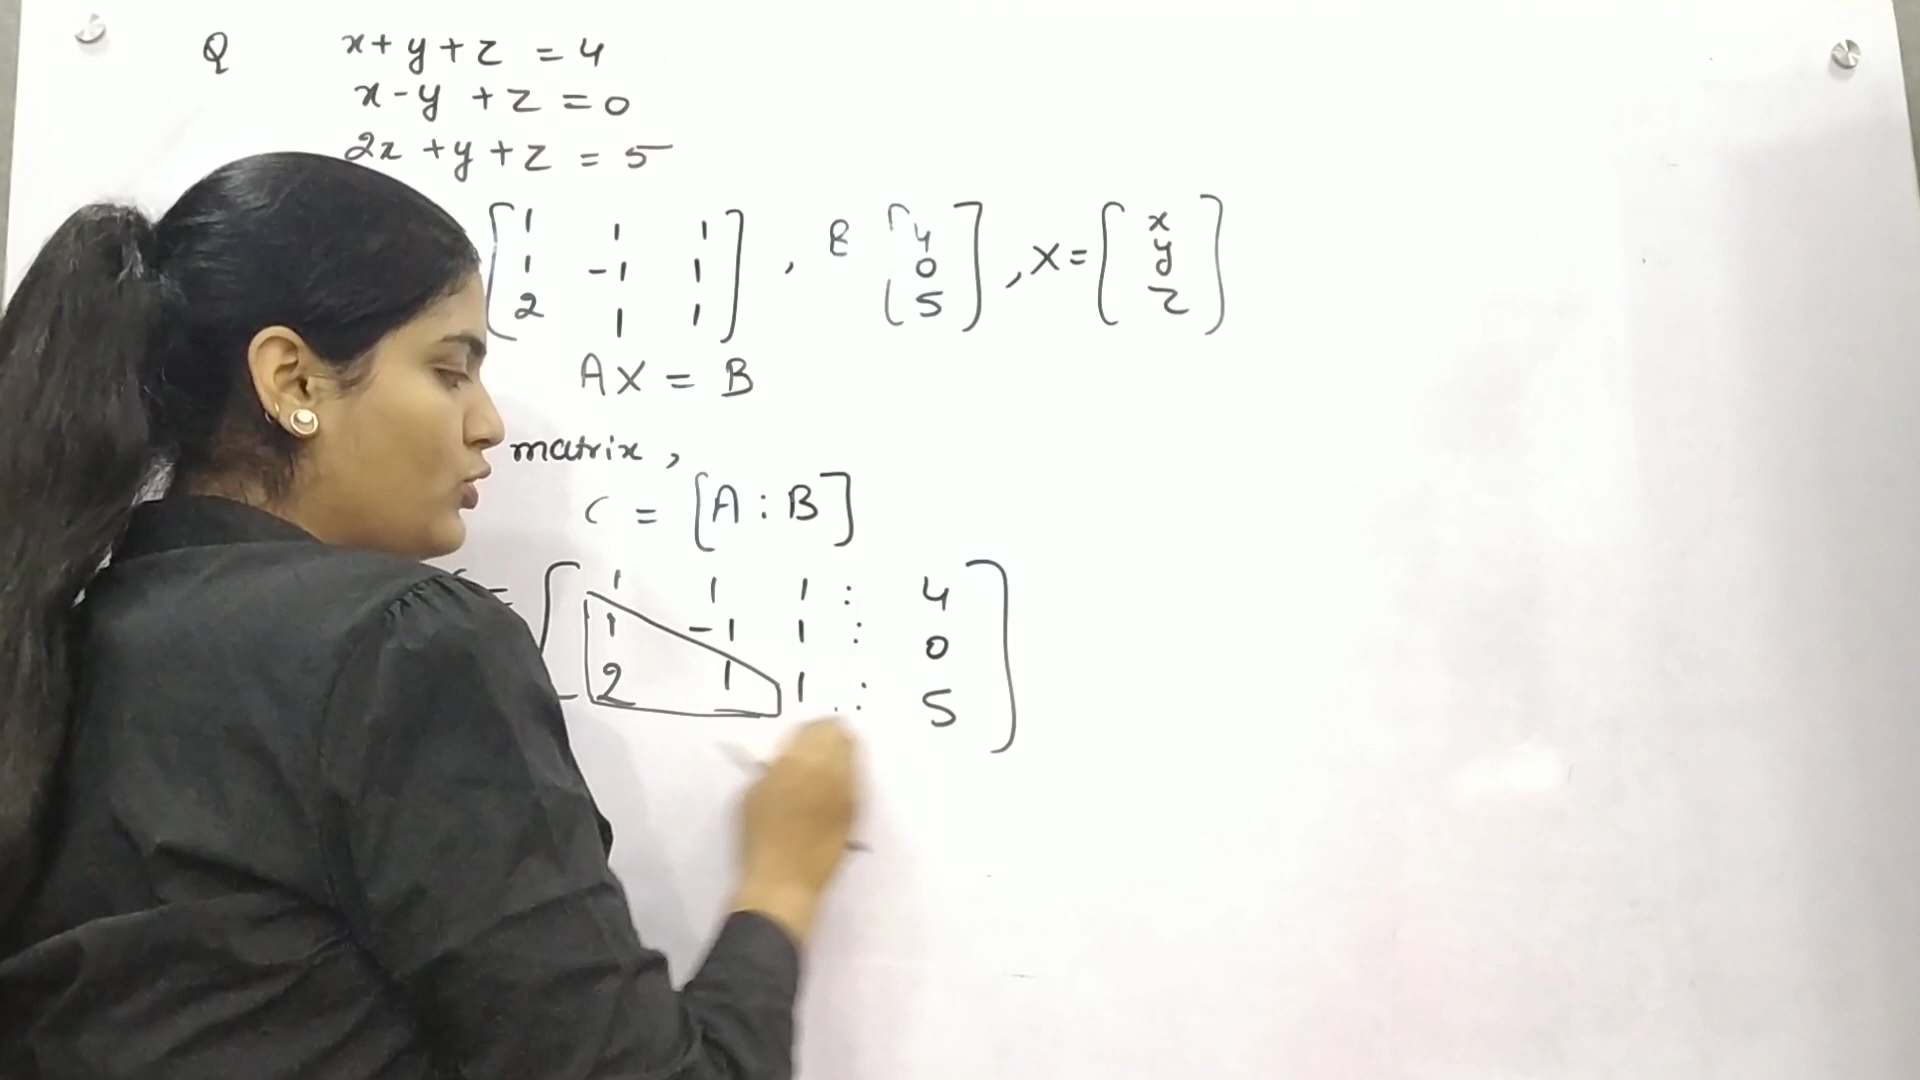 Q x+y+z = 4
x-y+z = 0
2x+y+z = 5
[1 1 1] , B [4] , X = [x]
[1 -1 1] [0] [y]
[2 1 1] [5] [z]
AX = B
matrix,
C = [A : B]
= [1 1 1 : 4]
[1 -1 1 : 0]
[2 1 1 : 5]